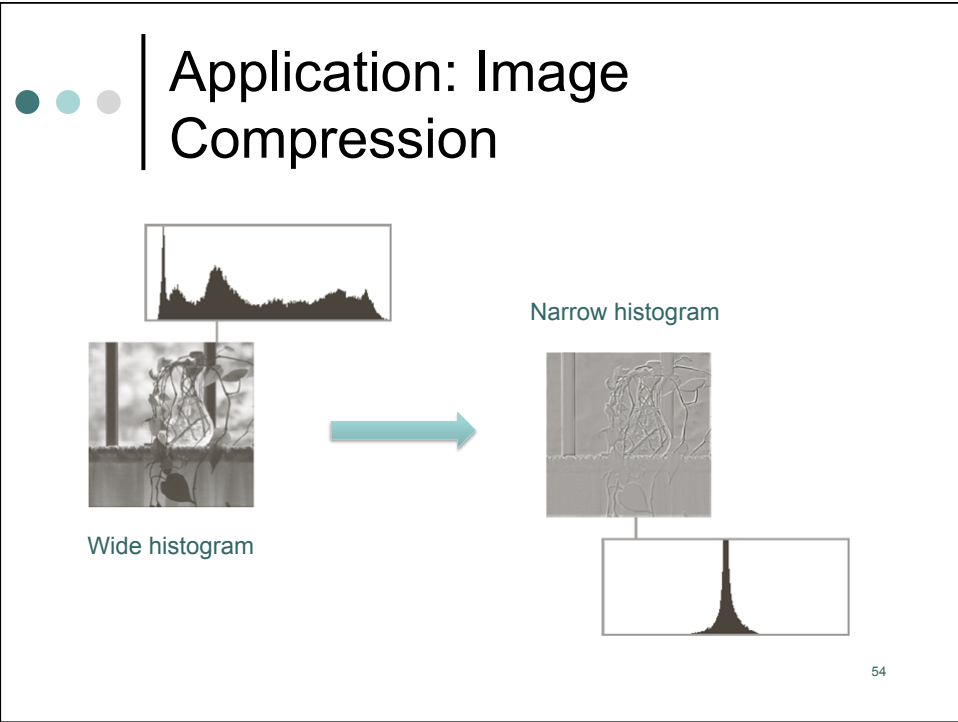 Application: Image
Compression
Narrow histogram
Wide histogram
54